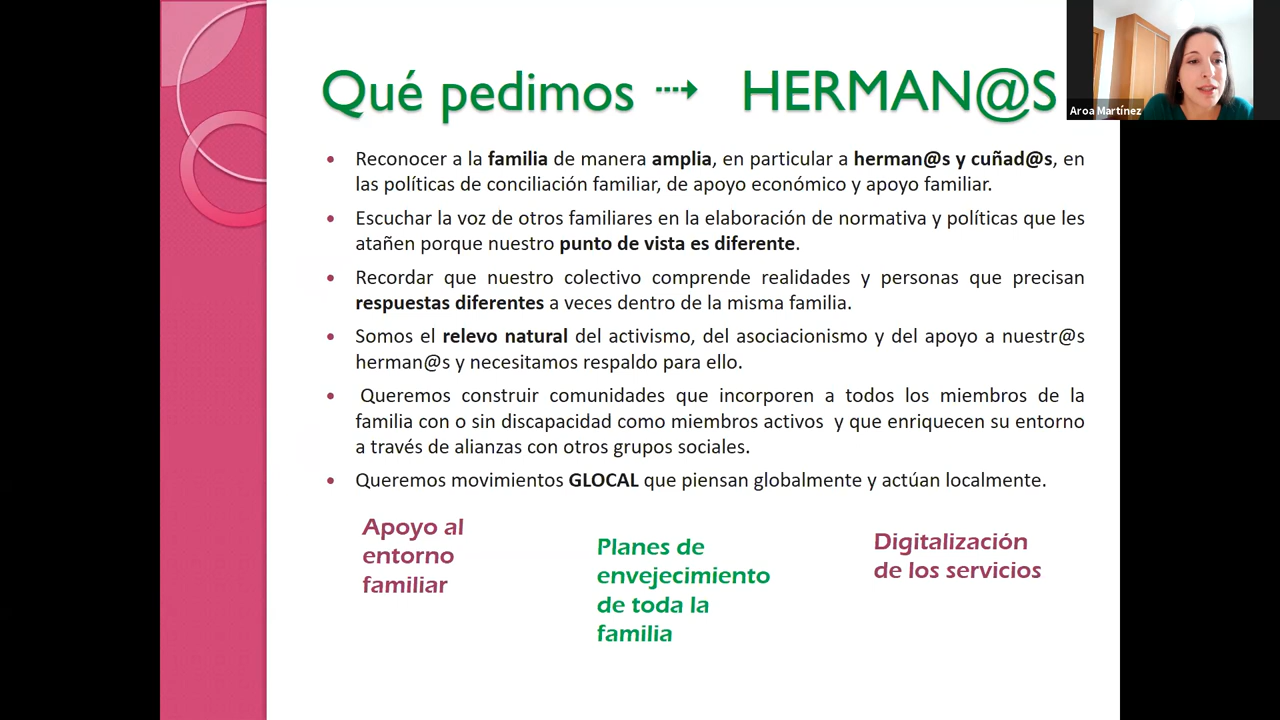 Qué pedimos ⇢ HERMAN@S
Aroa Martínez
• Reconocer a la familia de manera amplia, en particular a herman@s y cuñad@s, en
las políticas de conciliación familiar, de apoyo económico y apoyo familiar.
• Escuchar la voz de otros familiares en la elaboración de normativa y políticas que les
atañen porque nuestro punto de vista es diferente.
• Recordar que nuestro colectivo comprende realidades y personas que precisan
respuestas diferentes a veces dentro de la misma familia.
• Somos el relevo natural del activismo, del asociacionismo y del apoyo a nuestr@s
herman@s y necesitamos respaldo para ello.
• Queremos construir comunidades que incorporen a todos los miembros de la
familia con o sin discapacidad como miembros activos y que enriquecen su entorno
a través de alianzas con otros grupos sociales.
• Queremos movimientos GLOCAL que piensan globalmente y actúan localmente.
Apoyo al
entorno
familiar
Planes de
envejecimiento
de toda la
familia
Digitalización
de los servicios